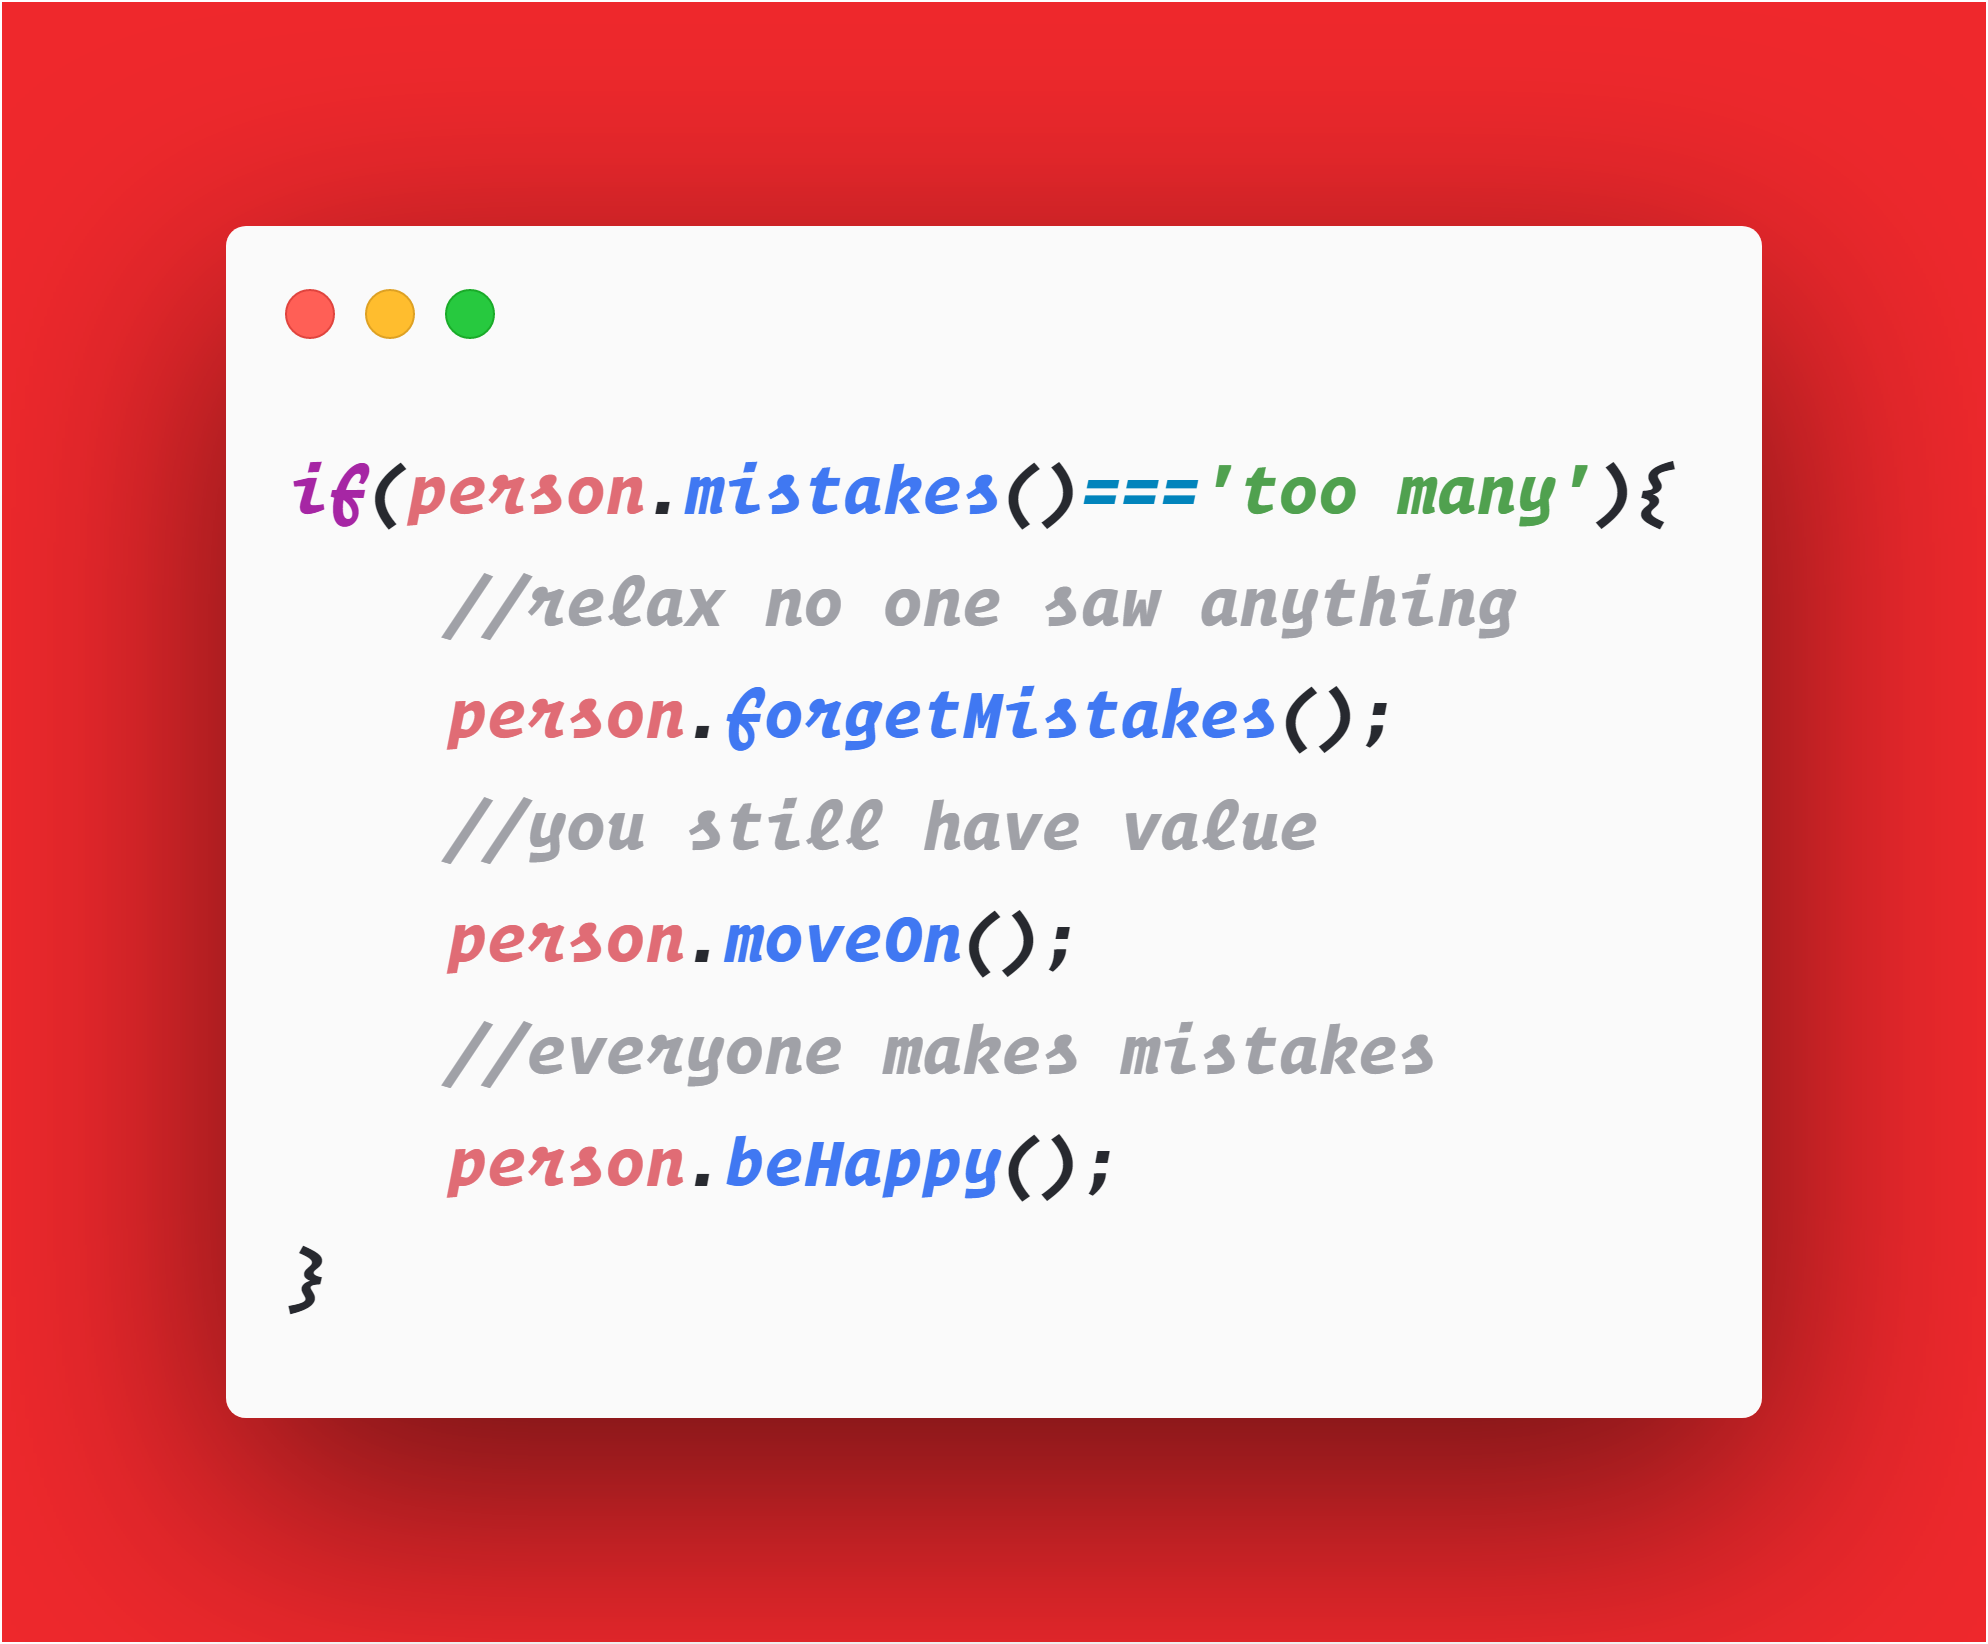 if(person.mistakes()==='too many'){
    //relax no one saw anything
    person.forgetMistakes();
    //you still have value
    person.moveOn();
    //everyone makes mistakes
    person.beHappy();
}